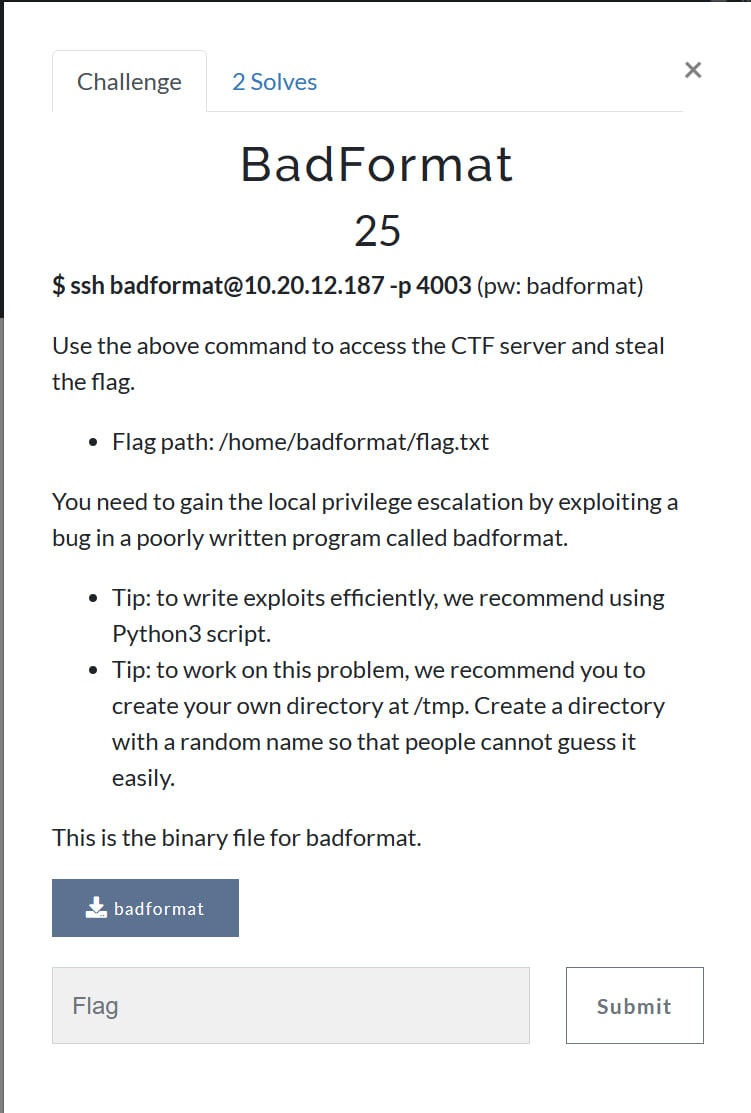 Challenge
2 Solves
×
BadFormat
25
$ ssh badformat@10.20.12.187 -p 4003 (pw: badformat)
Use the above command to access the CTF server and steal
the flag.
• Flag path: /home/badformat/flag.txt
You need to gain the local privilege escalation by exploiting a
bug in a poorly written program called badformat.
• Tip: to write exploits efficiently, we recommend using
Python3 script.
• Tip: to work on this problem, we recommend you to
create your own directory at /tmp. Create a directory
with a random name so that people cannot guess it
easily.
This is the binary file for badformat.
badformat
Flag
Submit